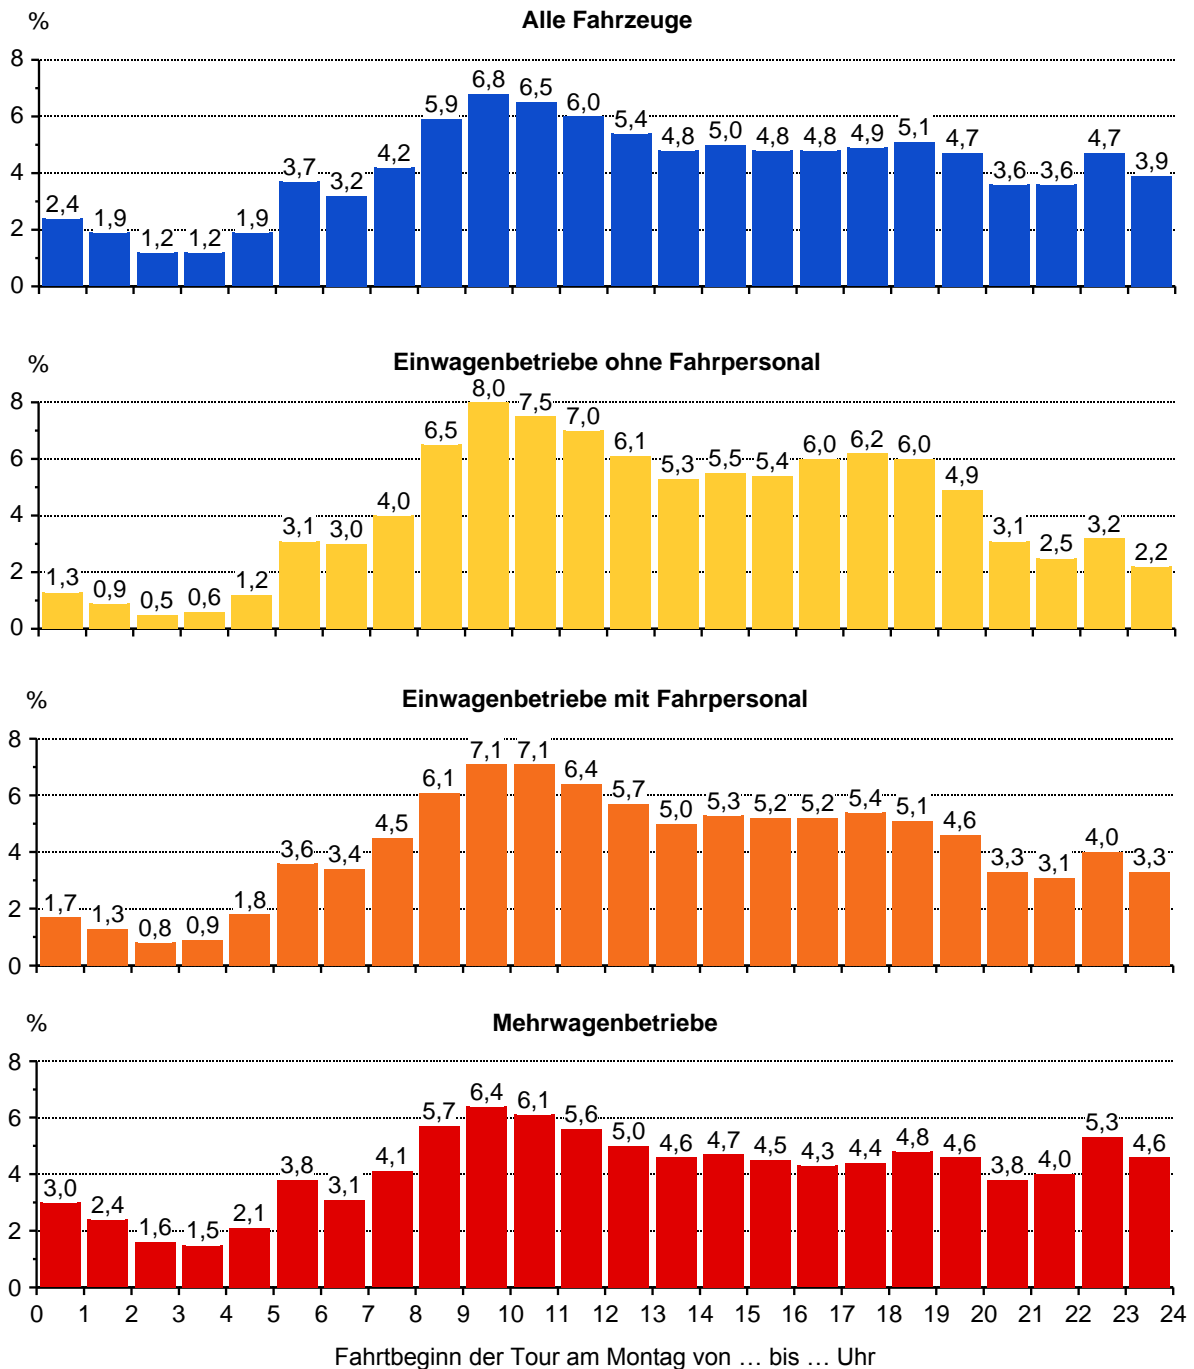 Alle Fahrzeuge
%
8
6
4
2
0
2,4 1,9 1,2 1,2 1,9 3,7 3,2 4,2 5,9 6,8 6,5 6,0 5,4 4,8 5,0 4,8 4,8 4,9 5,1 4,7 3,6 3,6 4,7 3,9
Einwagenbetriebe ohne Fahrpersonal
%
8
6
4
2
0
1,3 0,9 0,5 0,6 1,2 3,1 3,0 4,0 6,5 8,0 7,5 7,0 6,1 5,3 5,5 5,4 6,0 6,2 6,0 4,9 3,1 2,5 3,2 2,2
Einwagenbetriebe mit Fahrpersonal
%
8
6
4
2
0
1,7 1,3 0,8 0,9 1,8 3,6 3,4 4,5 6,1 7,1 7,1 6,4 5,7 5,0 5,3 5,2 5,2 5,4 5,1 4,6 3,3 3,1 4,0 3,3
Mehrwagenbetriebe
%
8
6
4
2
0
3,0 2,4 1,6 1,5 2,1 3,8 3,1 4,1 5,7 6,4 6,1 5,6 5,0 4,6 4,7 4,5 4,3 4,4 4,8 4,6 3,8 4,0 5,3 4,6
0 1 2 3 4 5 6 7 8 9 10 11 12 13 14 15 16 17 18 19 20 21 22 23 24
Fahrtbeginn der Tour am Montag von … bis … Uhr